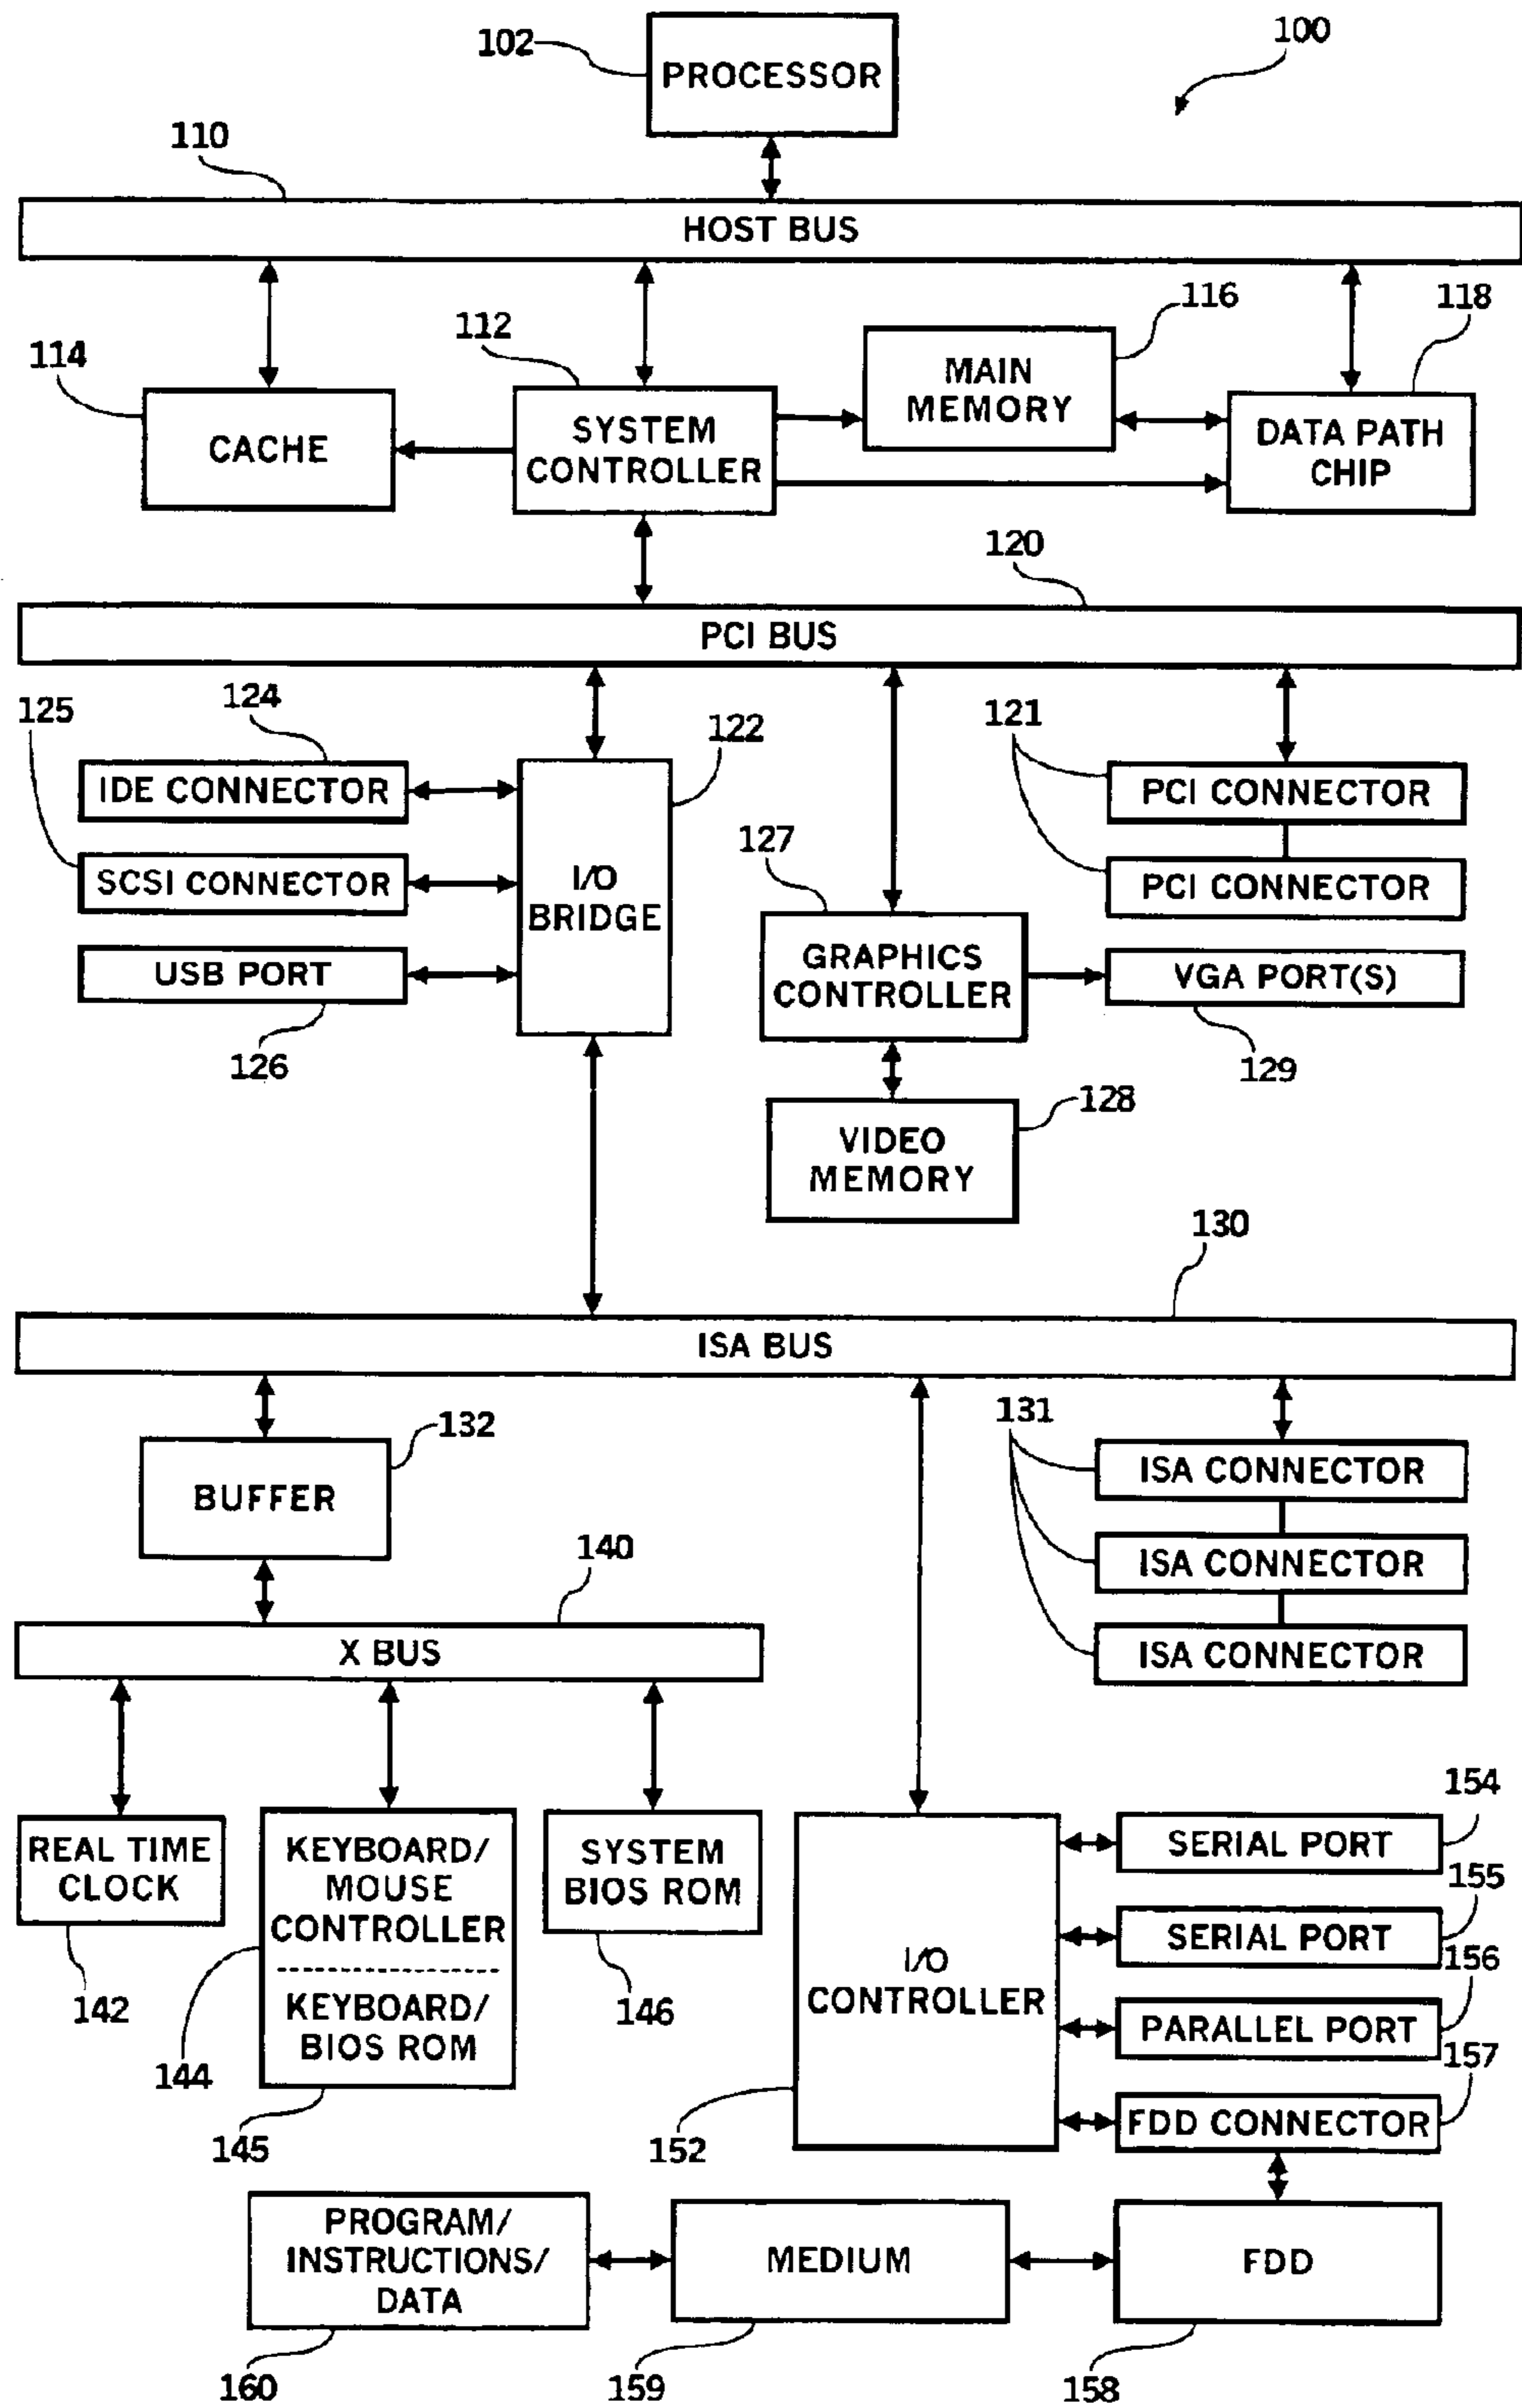 102
PROCESSOR
100
110
HOST BUS
116
118
112
114
MAIN
MEMORY
SYSTEM
CONTROLLER
CACHE
DATA PATH
CHIP
120
PCI BUS
125
124
122
121
IDE CONNECTOR
PCI CONNECTOR
127
SCSI CONNECTOR
I/O
BRIDGE
PCI CONNECTOR
USB PORT
GRAPHICS
CONTROLLER
VGA PORT(S)
126
129
128
VIDEO
MEMORY
130
ISA BUS
132
131
ISA CONNECTOR
BUFFER
140
ISA CONNECTOR
X BUS
ISA CONNECTOR
154
REAL TIME
CLOCK
KEYBOARD/
MOUSE
CONTROLLER
SYSTEM
BIOS ROM
SERIAL PORT
155
SERIAL PORT
I/O
CONTROLLER
156
142
KEYBOARD/
BIOS ROM
146
PARALLEL PORT
157
144
FDD CONNECTOR
145
152
PROGRAM/
INSTRUCTIONS/
DATA
MEDIUM
FDD
160
159
158